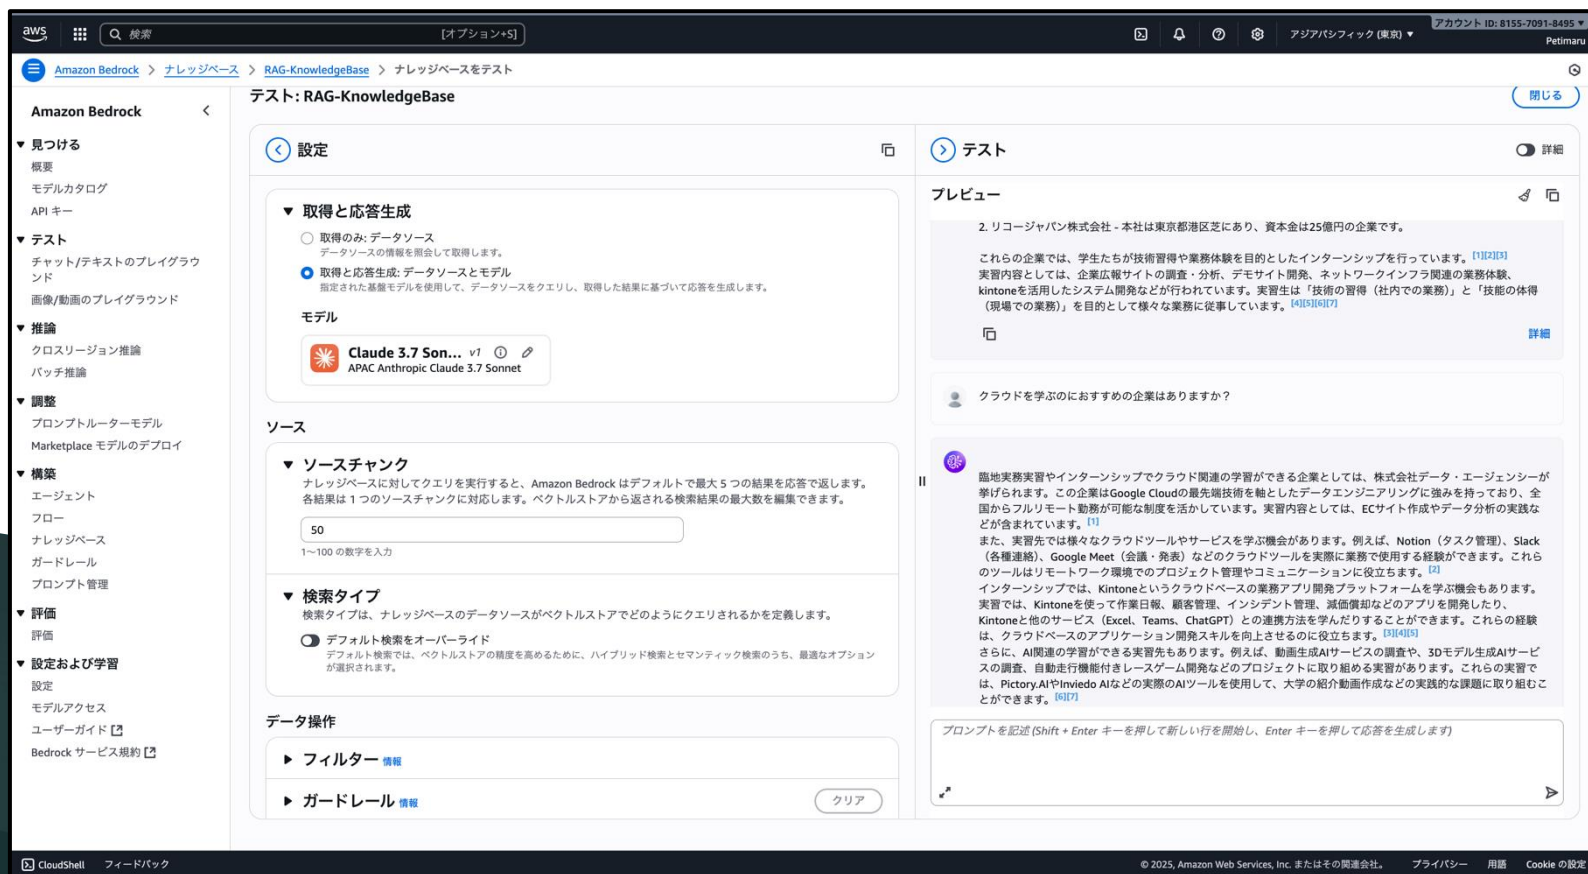 aws
検索
[オプション+S]
アジアパシフィック (東京) ▼
アカウント ID: 8155-7091-8495 ▼
Petimaru
Amazon Bedrock > ナレッジベース > RAG-KnowledgeBase > ナレッジベースをテスト
Amazon Bedrock
▼ 見つける
概要
モデルカタログ
API キー
▼ テスト
チャット/テキストのプレイグラウ
ンド
画像/動画のプレイグラウンド
▼ 推論
クロスリージョン推論
バッチ推論
▼ 調整
プロンプトルーターモデル
Marketplace モデルのデプロイ
▼ 構築
エージェント
フロー
ナレッジベース
ガードレール
プロンプト管理
▼ 評価
評価
▼ 設定および学習
設定
モデルアクセス
ユーザーガイド
Bedrock サービス規約
テスト: RAG-KnowledgeBase
閉じる
設定
▼ 取得と応答生成
取得のみ: データソース
データソースの情報を照会して取得します。
取得と応答生成: データソースとモデル
指定された基盤モデルを使用して、データソースをクエリし、取得した結果に基づいて応答を生成します。
モデル
Claude 3.7 Son... v1
APAC Anthropic Claude 3.7 Sonnet
ソース
▼ ソースチャンク
ナレッジベースに対してクエリを実行すると、Amazon Bedrock はデフォルトで最大 5 つの結果を応答で返します。
各結果は 1 つのソースチャンクに対応します。ベクトルストアから返される検索結果の最大数を編集できます。
50
1~100 の数字を入力
▼ 検索タイプ
検索タイプは、ナレッジベースのデータソースがベクトルストアでどのようにクエリされるかを定義します。
デフォルト検索をオーバーライド
デフォルト検索では、ベクトルストアの精度を高めるために、ハイブリッド検索とセマンティック検索のうち、最適なオプション
が選択されます。
データ操作
▶ フィルター 情報
▶ ガードレール 情報
クリア
テスト
詳細
プレビュー
2. リコージャパン株式会社 - 本社は東京都港区芝にあり、資本金は25億円の企業です。
これらの企業では、学生たちが技術習得や業務体験を目的としたインターンシップを行っています。[1][2][3]
実習内容としては、企業広報サイトの調査・分析、デモサイト開発、ネットワークインフラ関連の業務体験、
kintoneを活用したシステム開発などが行われています。実習生は「技術の習得（社内での業務）」と「技能の体得
（現場での業務）」を目的として様々な業務に従事しています。[4][5][6][7]
詳細
クラウドを学ぶのにおすすめの企業はありますか？
臨地実務実習やインターンシップでクラウド関連の学習ができる企業としては、株式会社データ・エージェンシーが
挙げられます。この企業はGoogle Cloudの最先端技術を軸としたデータエンジニアリングに強みを持っており、全
国からフルリモート勤務が可能な制度を活かしています。実習内容としては、ECサイト作成やデータ分析の実践な
どが含まれています。[1]
また、実習先では様々なクラウドツールやサービスを学ぶ機会があります。例えば、Notion（タスク管理）、Slack
（各種連絡）、Google Meet（会議・発表）などのクラウドツールを実際に業務で使用する経験ができます。これら
のツールはリモートワーク環境でのプロジェクト管理やコミュニケーションに役立ちます。[2]
インターンシップでは、Kintoneというクラウドベースの業務アプリ開発プラットフォームを学ぶ機会もあります。
実習では、Kintoneを使って作業日報、顧客管理、インシデント管理、減価償却などのアプリを開発したり、
Kintoneと他のサービス（Excel、Teams、ChatGPT）との連携方法を学んだりすることができます。これらの経験
は、クラウドベースのアプリケーション開発スキルを向上させるのに役立ちます。[3][4][5]
さらに、AI関連の学習ができる実習先もあります。例えば、動画生成AIサービスの調査や、3Dモデル生成AIサービ
スの調査、自動走行機能付きレースゲーム開発などのプロジェクトに取り組める実習があります。これらの実習で
は、Pictory.AIやInviedo AIなどの実際のAIツールを使用して、大学の紹介動画作成などの実践的な課題に取り組むこ
とができます。[6][7]
プロンプトを記述 (Shift + Enter キーを押して新しい行を開始し、Enter キーを押して応答を生成します)
CloudShell フィードバック
© 2025, Amazon Web Services, Inc. またはその関連会社。 プライバシー 用語 Cookie の設定